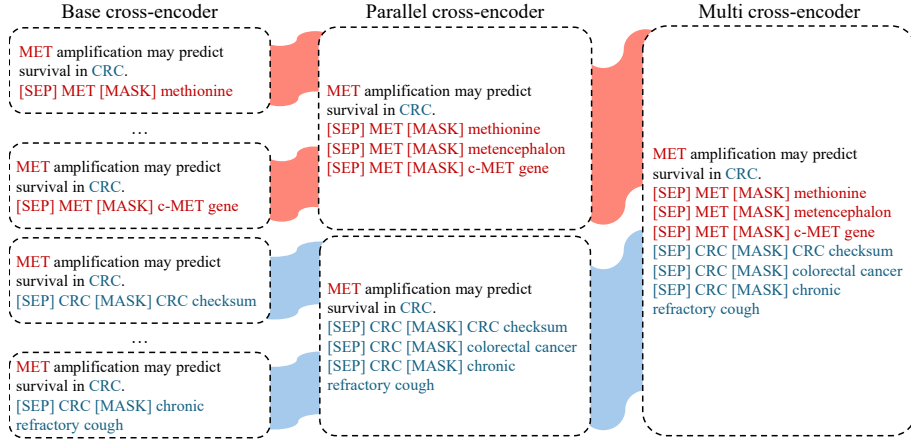 Base cross-encoder
MET amplification may predict
survival in CRC.
[SEP] MET [MASK] methionine
...
MET amplification may predict
survival in CRC.
[SEP] MET [MASK] c-MET gene
MET amplification may predict
survival in CRC.
[SEP] CRC [MASK] CRC checksum
...
MET amplification may predict
survival in CRC.
[SEP] CRC [MASK] chronic
refractory cough
Parallel cross-encoder
MET amplification may predict
survival in CRC.
[SEP] MET [MASK] methionine
[SEP] MET [MASK] metencephalon
[SEP] MET [MASK] c-MET gene
MET amplification may predict
survival in CRC.
[SEP] CRC [MASK] CRC checksum
[SEP] CRC [MASK] colorectal cancer
[SEP] CRC [MASK] chronic
refractory cough
Multi cross-encoder
MET amplification may predict
survival in CRC.
[SEP] MET [MASK] methionine
[SEP] MET [MASK] metencephalon
[SEP] MET [MASK] c-MET gene
[SEP] CRC [MASK] CRC checksum
[SEP] CRC [MASK] colorectal cancer
[SEP] CRC [MASK] chronic
refractory cough